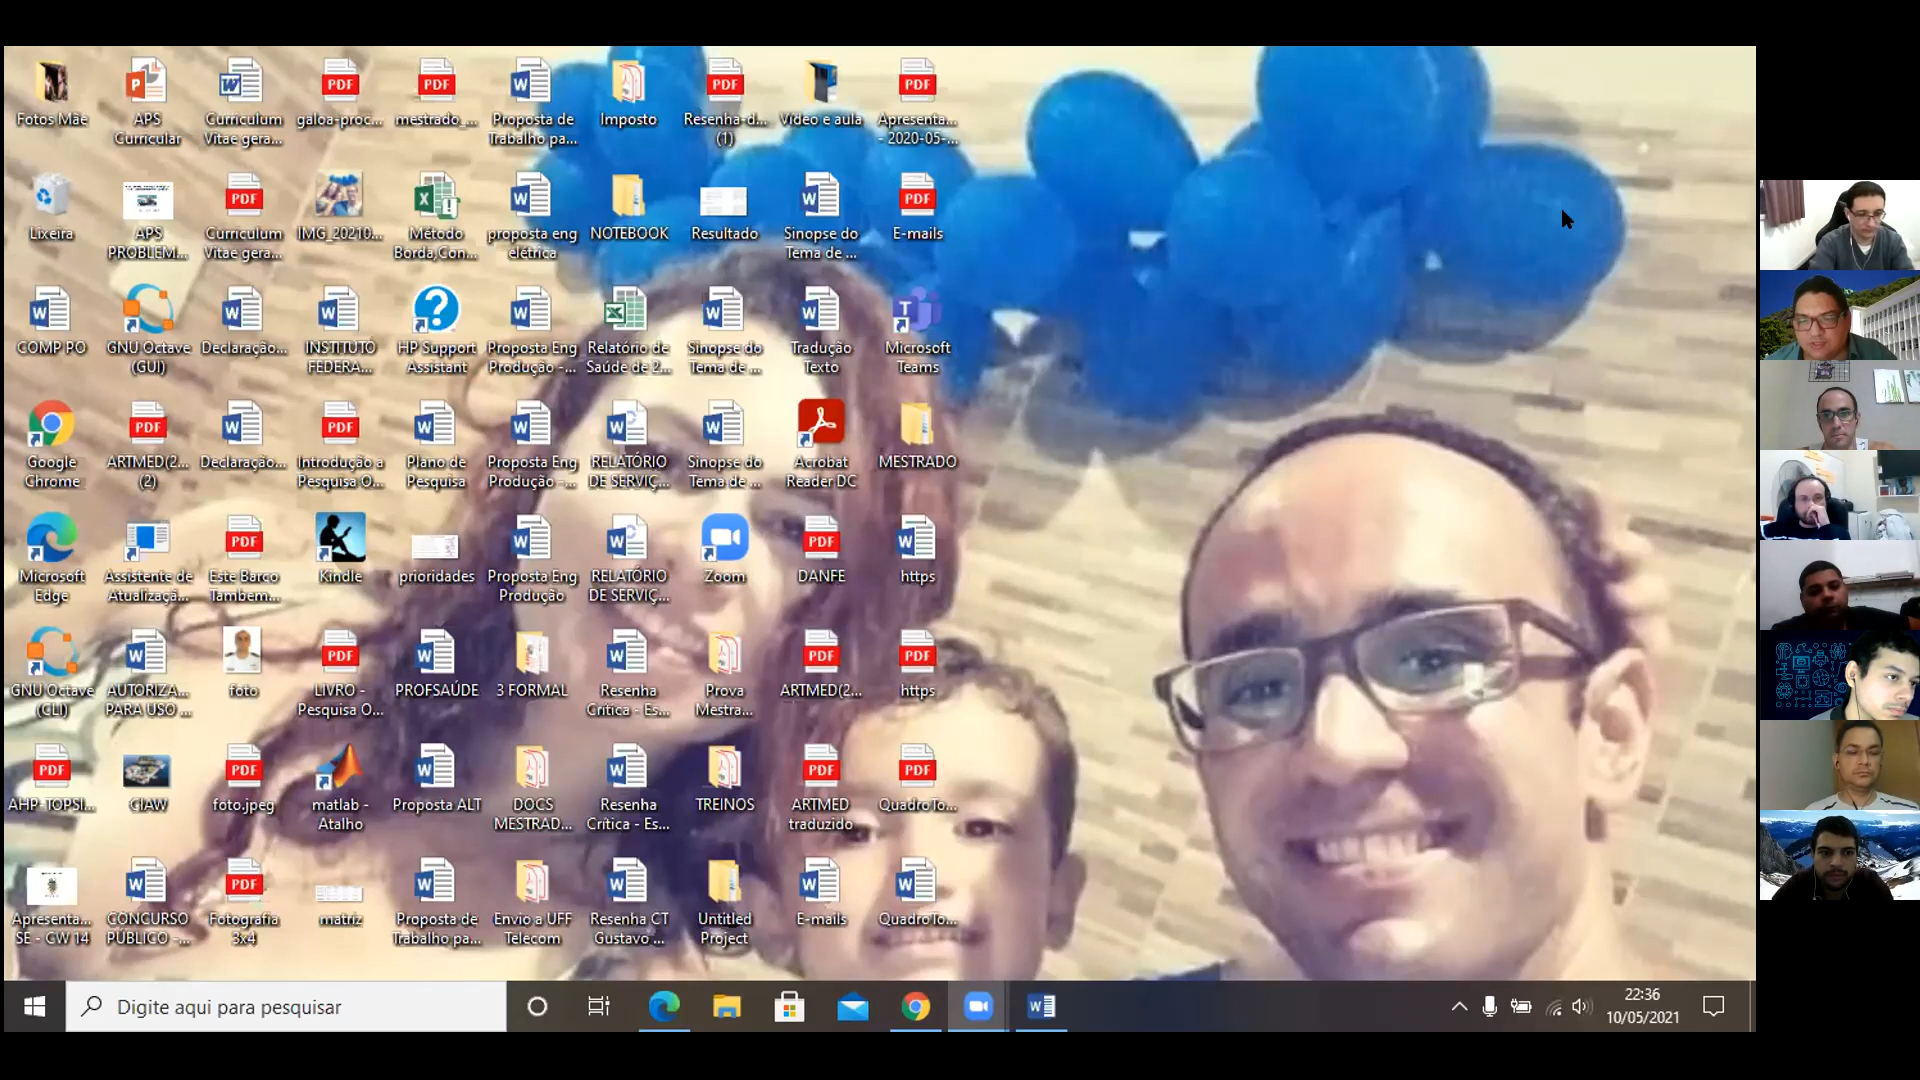 Fotos Mãe
APS
Curricular
Curriculum
Vitae gera...
galoa-proc...
mestrado_...
Proposta de
Trabalho pa...
Imposto
Resenha-d...
(1)
Vídeo e aula
Apresenta...
- 2020-05-...
Lixeira
APS
PROBLEM...
Curriculum
Vitae gera...
IMG_20210...
Método
Borda,Con...
proposta eng
elétrica
NOTEBOOK
Resultado
Sinopse do
Tema de ...
E-mails
COMP PO
GNU Octave
(GUI)
Declaração...
INSTITUTO
FEDERA...
HP Support
Assistant
Proposta Eng
Produção -...
Relatório de
Saúde de 2...
Sinopse do
Tema de ...
Tradução
Texto
Microsoft
Teams
Google
Chrome
ARTMED(2...
(2)
Declaração...
Introdução a
Pesquisa O...
Plano de
Pesquisa
Proposta Eng
Produção -...
RELATÓRIO
DE SERVIÇ...
Sinopse do
Tema de ...
Acrobat
Reader DC
MESTRADO
Microsoft
Edge
Assistente de
Atualizaçã...
Este Barco
Tambem...
Kindle
prioridades
Proposta Eng
Produção
RELATÓRIO
DE SERVIÇ...
Zoom
DANFE
https
GNU Octave
(CLI)
AUTORIZA...
PARA USO ...
foto
LIVRO -
Pesquisa O...
PROFSAÚDE
3 FORMAL
Resenha
Critica - Es...
Prova
Mestra...
ARTMED(2...
https
AHP-TOPSI...
CIAW
foto.jpeg
matlab -
Atalho
Proposta ALT
DOCS
MESTRAD...
Resenha
Crítica - Es...
TREINOS
ARTMED
traduzido
QuadroTo...
Apresenta...
SE - CW 14
CONCURSO
PÚBLICO -...
Fotografia
3x4
matriz
Proposta de
Trabalho pa...
Envio a UFF
Telecom
Resenha CT
Gustavo ...
Untitled
Project
E-mails
QuadroTo...
Digite aqui para pesquisar
22:36
10/05/2021